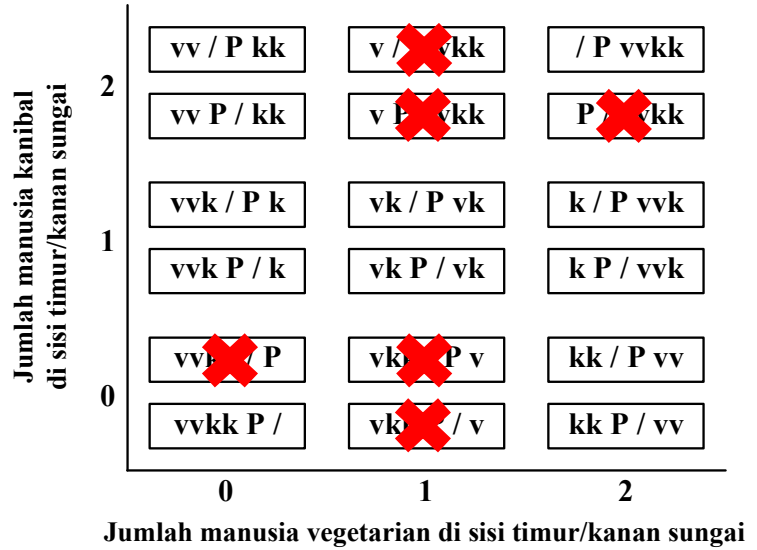 vv / P kk
v /
/ P vvkk
2
vv P / kk
v
P
vvk / P k
vk / P vk
k / P vvk
1
vvk P / k
vk P / vk
k P / vvk
/ P
P v
kk / P vv
0
vvkk P /
/ v
kk P / vv
0
1
2
Jumlah manusia kanibal
di sisi timur/kanan sungai
Jumlah manusia vegetarian di sisi timur/kanan sungai